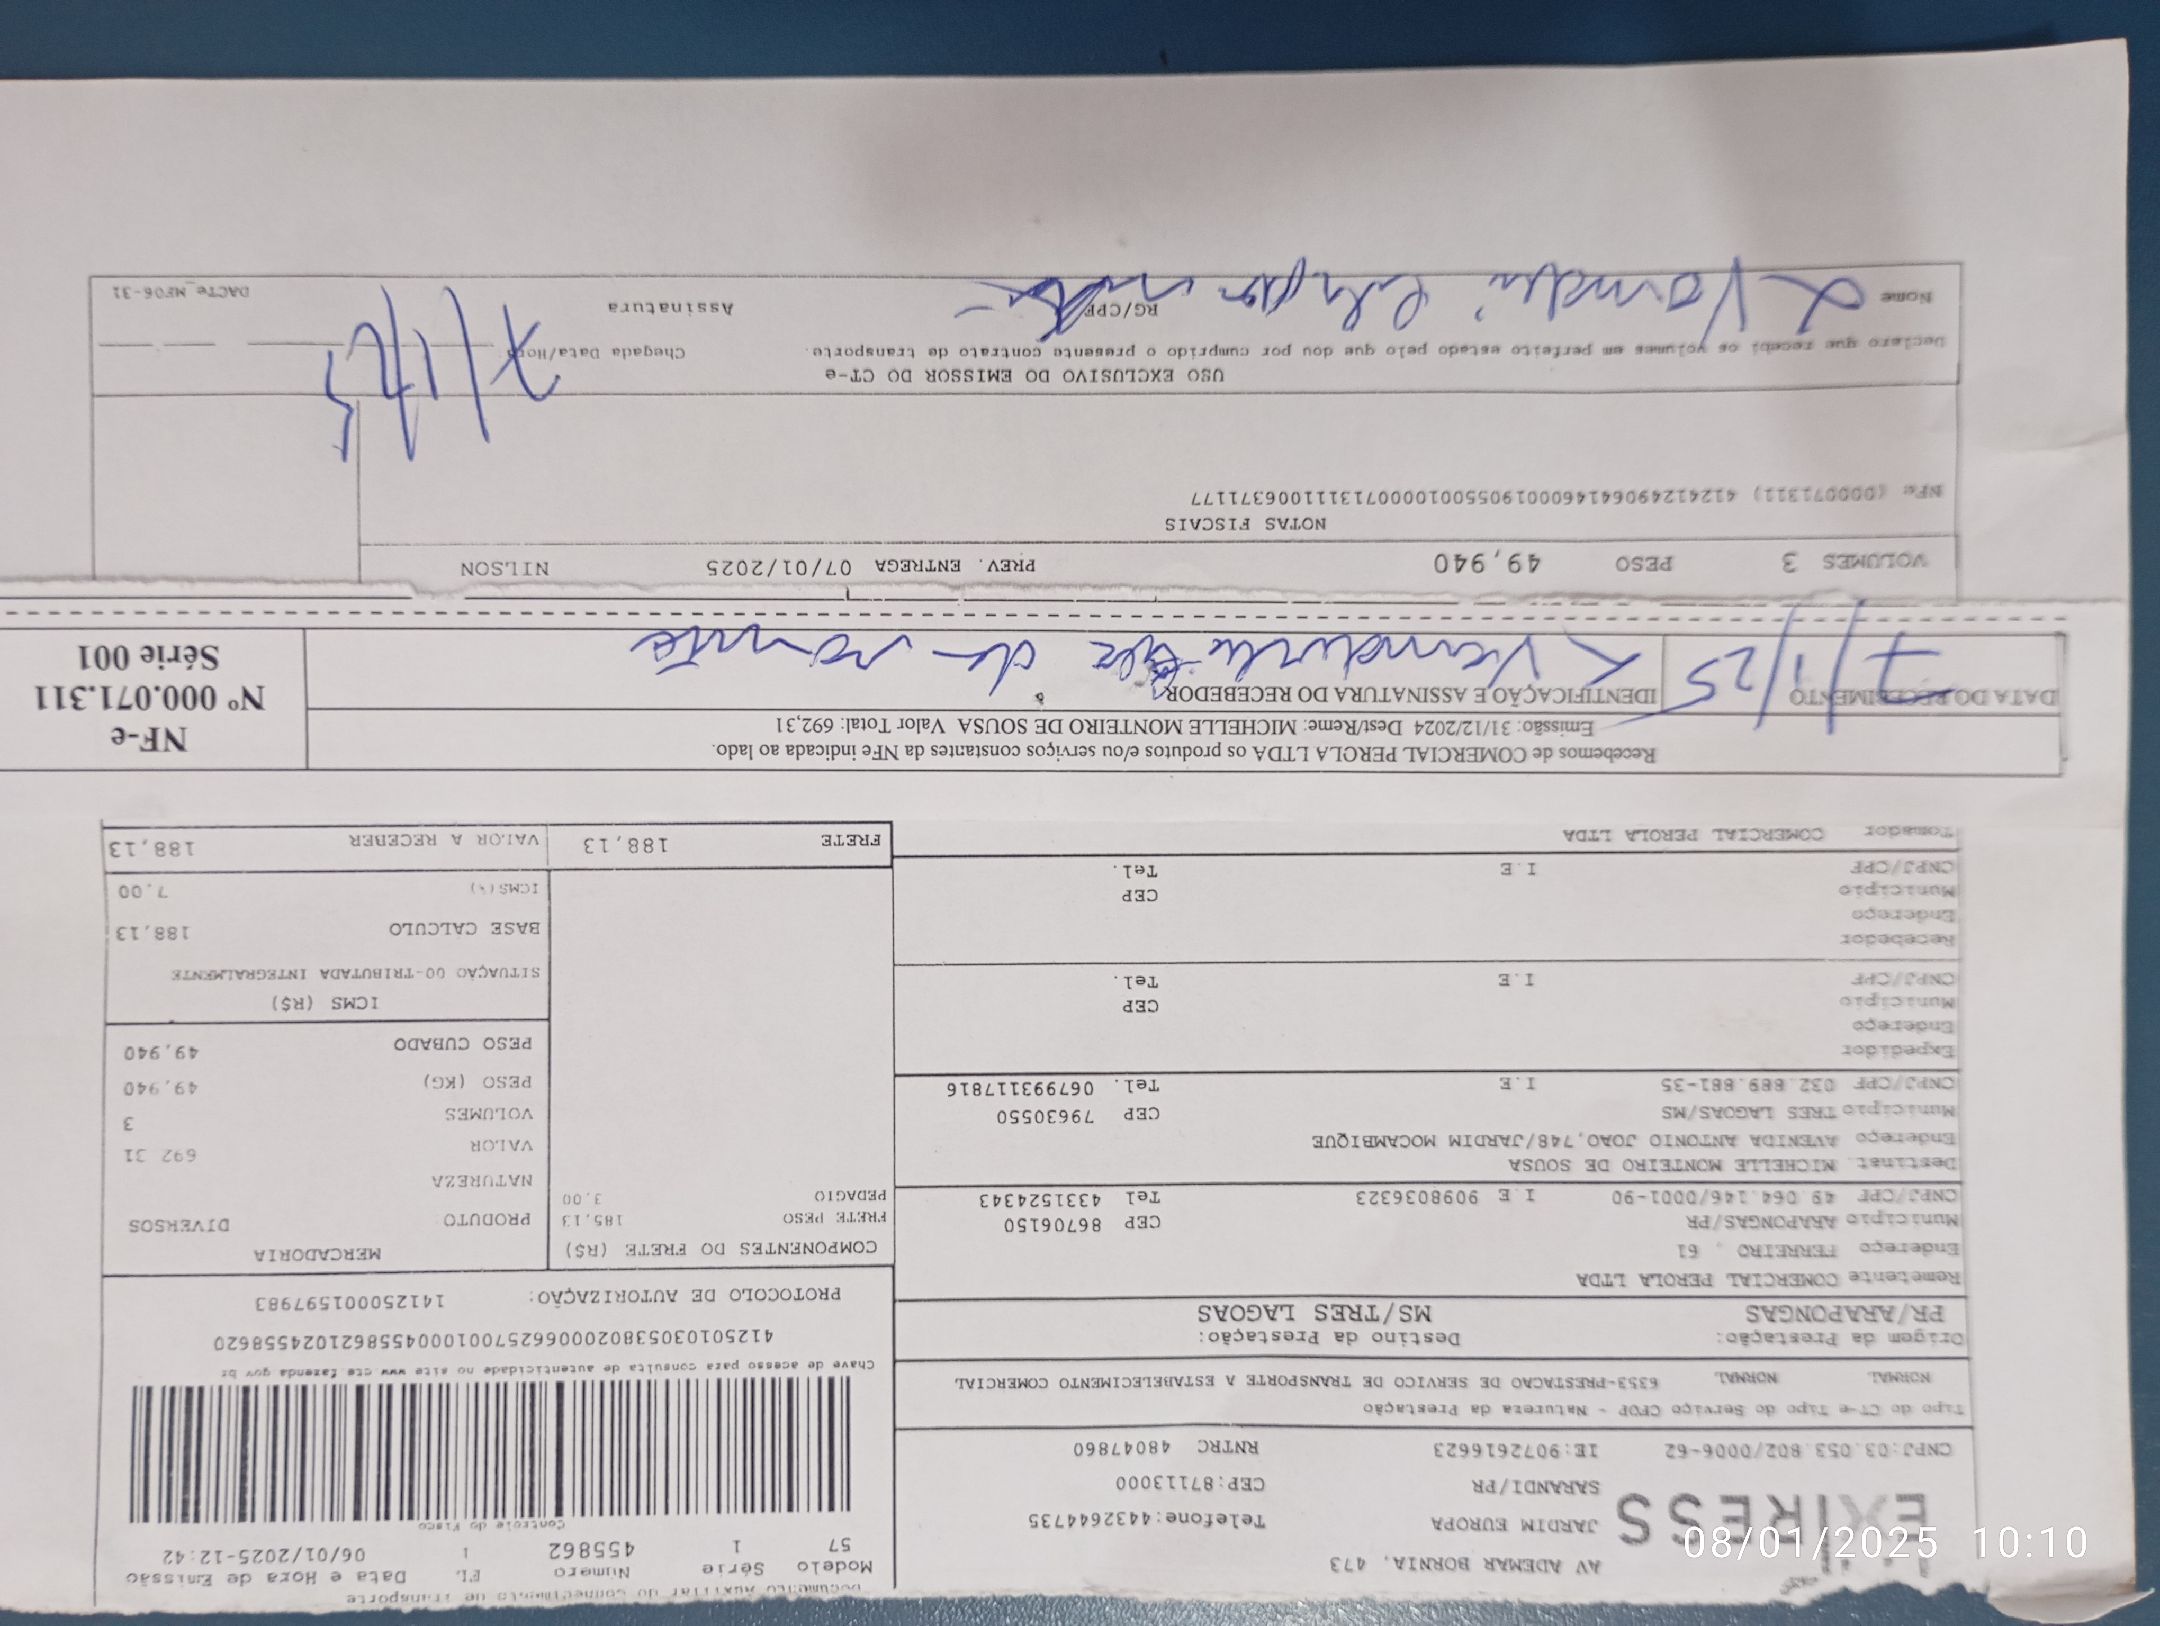 Documento Auxiliar do Conhecimento de Transporte
AV ADEMAR BORNIA, 473
Modelo Série Número FL Data e Hora de Emissão
57 1 455862 1 06/01/2025-12:42
EXIRESS
JARDIM EUROPA Telefone:4432644735
Controle do Fisco
SARANDI/PR CEP:87113000
CNPJ:03.053.802/0006-62 IE:9072616623 RNTRC 48047860
Tipo do CT-e Tipo do Serviço CFOP - Natureza da Prestação
NORMAL NORMAL 6353-PRESTACAO DE SERVICO DE TRANSPORTE A ESTABELECIMENTO COMERCIAL
Chave de acesso para consulta de autenticidade no site www.cte.fazenda.gov.br
41250103053802000662570010004558621024558620
Origem da Prestação: Destino da Prestação:
PR/ARAPONGAS MS/TRES LAGOAS
PROTOCOLO DE AUTORIZAÇÃO: 141250001597983
Remetente COMERCIAL PEROLA LTDA
Endereço FERREIRO , 61
Município ARAPONGAS/PR CEP 86706150
CNPJ/CPF 49.064.146/0001-90 I.E 9098036323 Tel 4331524343
Destinat. MICHELLE MONTEIRO DE SOUSA
Endereço AVENIDA ANTONIO JOAO,748/JARDIM MOCAMBIQUE
Município TRES LAGOAS/MS CEP 79630550
CNPJ/CPF 032.889.881-35 I.E Tel. 067993117816
Expedidor
Endereço
Município CEP
CNPJ/CPF I.E Tel.
Recebedor
Endereço
Município CEP
CNPJ/CPF I.E Tel.
Tomador COMERCIAL PEROLA LTDA
COMPONENTES DO FRETE (R$)
FRETE PESO 185,13
PEDAGIO 3,00
FRETE 188,13
MERCADORIA
PRODUTO: DIVERSOS
NATUREZA
VALOR 692,31
VOLUMES 3
PESO (KG) 49,940
PESO CUBADO 49,940
ICMS (R$)
SITUAÇÃO 00-TRIBUTADA INTEGRALMENTE
BASE CALCULO 188,13
ICMS(%) 7,00
VALOR A RECEBER 188,13
Recebemos de COMERCIAL PEROLA LTDA os produtos e/ou serviços constantes da NFe indicada ao lado.
Emissão: 31/12/2024 Dest/Reme: MICHELLE MONTEIRO DE SOUSA Valor Total: 692,31
DATA DO RECEBIMENTO
7/1/25
IDENTIFICAÇÃO E ASSINATURA DO RECEBEDOR
NF-e
Nº 000.071.311
Série 001
VOLUMES 3 PESO 49,940 PREV. ENTREGA 07/01/2025 NILSON
NOTAS FISCAIS
NFe (000071311) 41241249064146000190550010000713111006371177
USO EXCLUSIVO DO EMISSOR DO CT-e
Declaro que recebi os volumes em perfeito estado pelo que dou por cumprido o presente contrato de transporte.
Chegada Data/Hora
7/1/25
Nome RG/CPF Assinatura
DACTe_MF06-31
08/01/2025 10:10